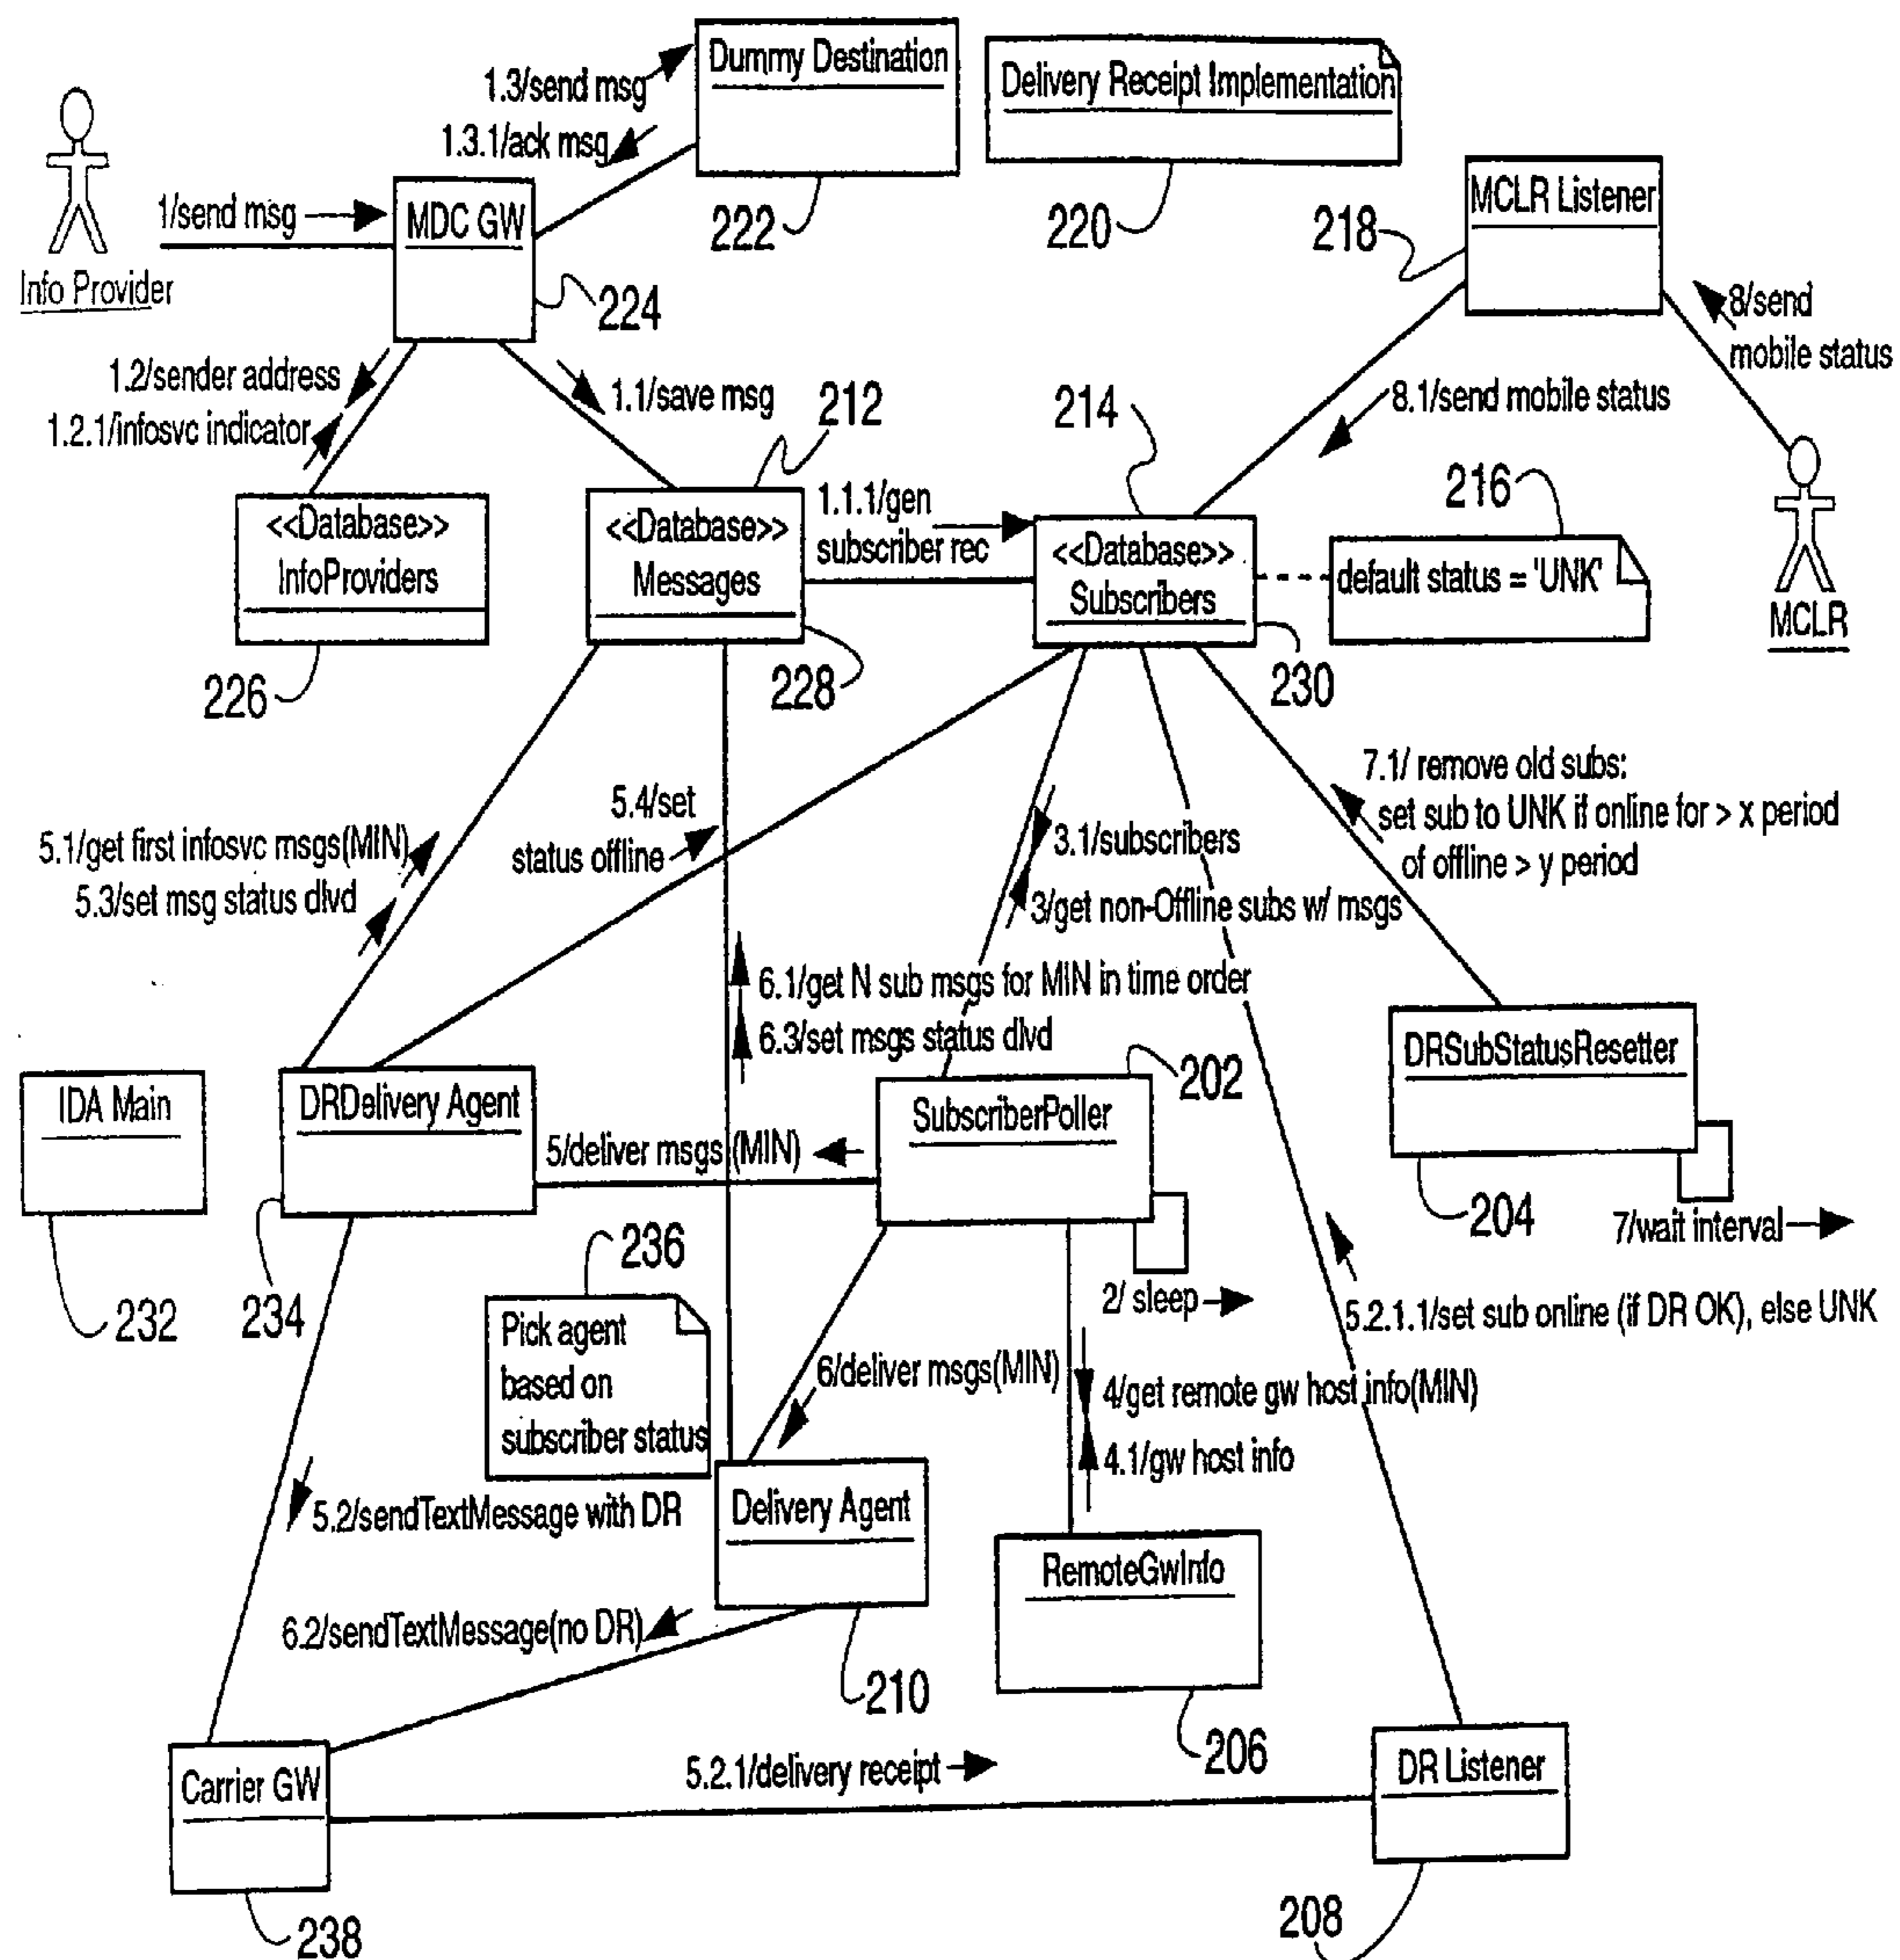 Dummy Destination
1.3/send msg
1.3.1/ack msg
222
Delivery Receipt Implementation
220
Info Provider
1/send msg
MDC GW
224
MCLR Listener
218
8/send
mobile status
8.1/send mobile status
MCLR
1.2/sender address
1.2.1/infosvc indicator
1.1/save msg
212
214
216
<<Database>>
InfoProviders
226
<<Database>>
Messages
228
1.1.1/gen
subscriber rec
<<Database>>
Subscribers
230
default status = 'UNK'
5.1/get first infosvc msgs(MIN)
5.3/set msg status dlvd
5.4/set
status offline
3.1/subscribers
3/get non-Offline subs w/ msgs
7.1/ remove old subs:
set sub to UNK if online for > x period
of offline > y period
6.1/get N sub msgs for MIN in time order
6.3/set msgs status dlvd
IDA Main
232
DRDelivery Agent
234
5/deliver msgs (MIN)
SubscriberPoller
202
DRSubStatusResetter
204
7/wait interval
2/ sleep
236
Pick agent
based on
subscriber status
6/deliver msgs(MIN)
4/get remote gw host info(MIN)
4.1/gw host info
5.2.1.1/set sub online (if DR OK), else UNK
5.2/sendTextMessage with DR
Delivery Agent
210
RemoteGwInfo
206
6.2/sendTextMessage(no DR)
Carrier GW
238
5.2.1/delivery receipt
DR Listener
208